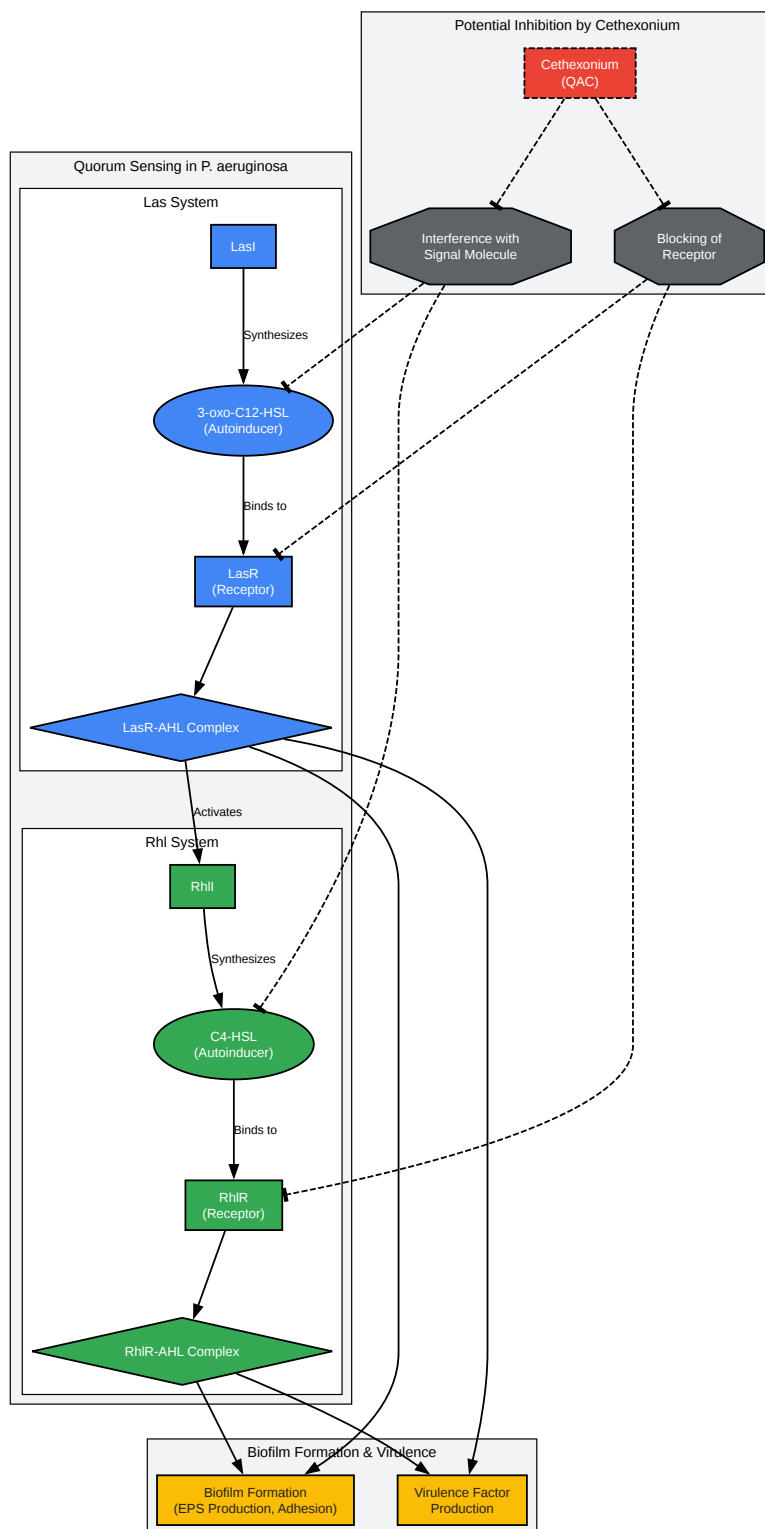 Potential Inhibition by Cethexonium
Cethexonium
(QAC)
Interference with
Signal Molecule
Blocking of
Receptor
Quorum Sensing in P. aeruginosa
Las System
LasI
Synthesizes
3-oxo-C12-HSL
(Autoinducer)
Binds to
LasR
(Receptor)
LasR-AHL Complex
Activates
Rhl System
RhlI
Synthesizes
C4-HSL
(Autoinducer)
Binds to
RhlR
(Receptor)
RhlR-AHL Complex
Biofilm Formation & Virulence
Biofilm Formation
(EPS Production, Adhesion)
Virulence Factor
Production